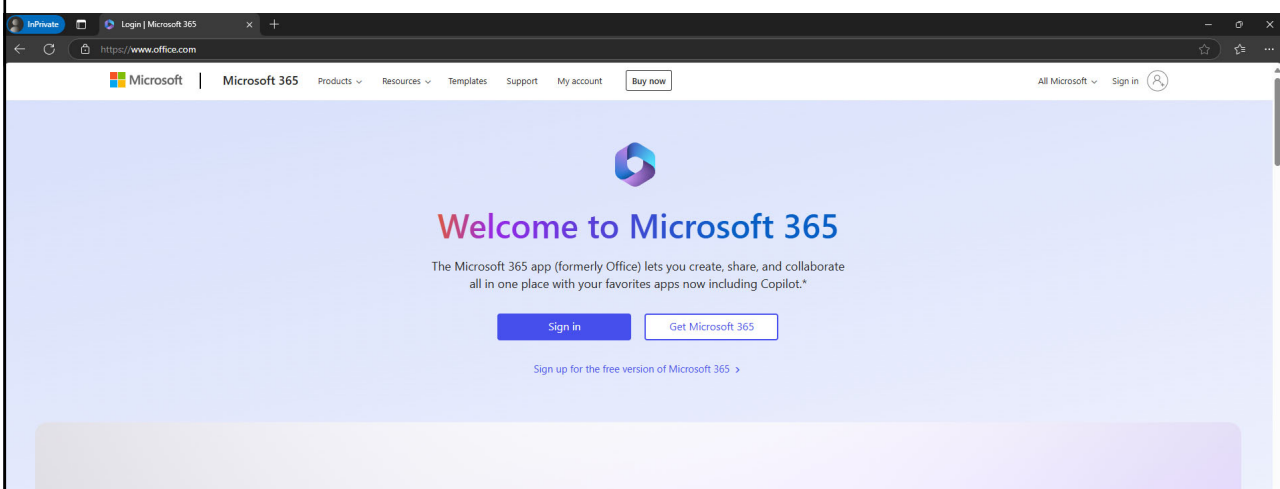 InPrivate Login | Microsoft 365
https://www.office.com
Microsoft Microsoft 365 Products Resources Templates Support My account Buy now All Microsoft Sign in
Welcome to Microsoft 365
The Microsoft 365 app (formerly Office) lets you create, share, and collaborate
all in one place with your favorites apps now including Copilot.*
Sign in Get Microsoft 365
Sign up for the free version of Microsoft 365